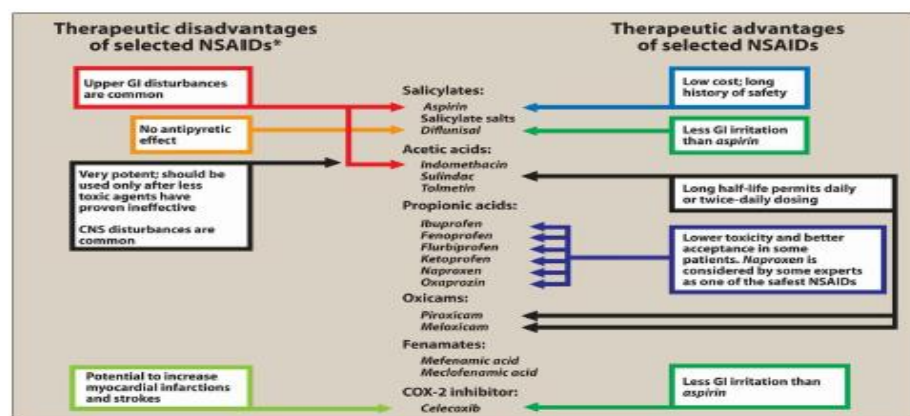 Therapeutic disadvantages
of selected NSAIDs*
Upper GI disturbances
are common
No antipyretic
effect
Very potent; should be
used only after less
toxic agents have
proven ineffective
CNS disturbances are
common
Potential to increase
myocardial infarctions
and strokes
Salicylates:
Aspirin
Salicylate salts
Diflunisal
Acetic acids:
Indomethacin
Sulindac
Tolmetin
Propionic acids:
Ibuprofen
Fenoprofen
Flurbiprofen
Ketoprofen
Naproxen
Oxaprozin
Oxicams:
Piroxicam
Meloxicam
Fenamates:
Mefenamic acid
Meclofenamic acid
COX-2 inhibitor:
Celecoxib
Therapeutic advantages
of selected NSAIDs
Low cost; long
history of safety
Less GI irritation
than aspirin
Long half-life permits daily
or twice-daily dosing
Lower toxicity and better
acceptance in some
patients. Naproxen is
considered by some experts
as one of the safest NSAIDs
Less GI irritation than
aspirin